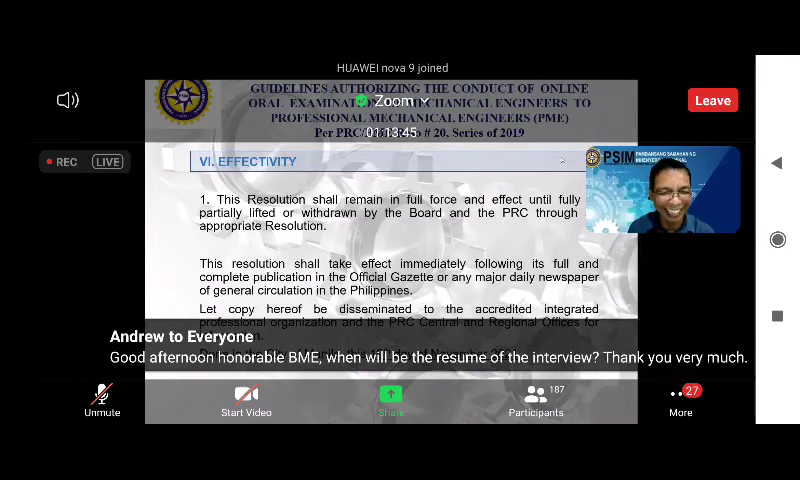 HUAWEI nova 9 joined
GUIDELINES AUTHORIZING THE CONDUCT OF ONLINE
ORAL EXAMINATION MECHANICAL ENGINEERS TO
PROFESSIONAL MECHANICAL ENGINEERS (PME)
Per PRC # 20, Series of 2019
Zoom
01:13:45
Leave
REC LIVE
VI. EFFECTIVITY
PSIM PAMBANSANG SAMAHAN NG
1. This Resolution shall remain in full force and effect until fully
partially lifted or withdrawn by the Board and the PRC through
appropriate Resolution.
This resolution shall take effect immediately following its full and
complete publication in the Official Gazette or any major daily newspaper
of general circulation in the Philippines.
Let copy hereof be disseminated to the accredited integrated
professional organization and the PRC Central and Regional Offices for
Andrew to Everyone
Good afternoon honorable BME, when will be the resume of the interview? Thank you very much.
Unmute
Start Video
Share
187
Participants
27
More